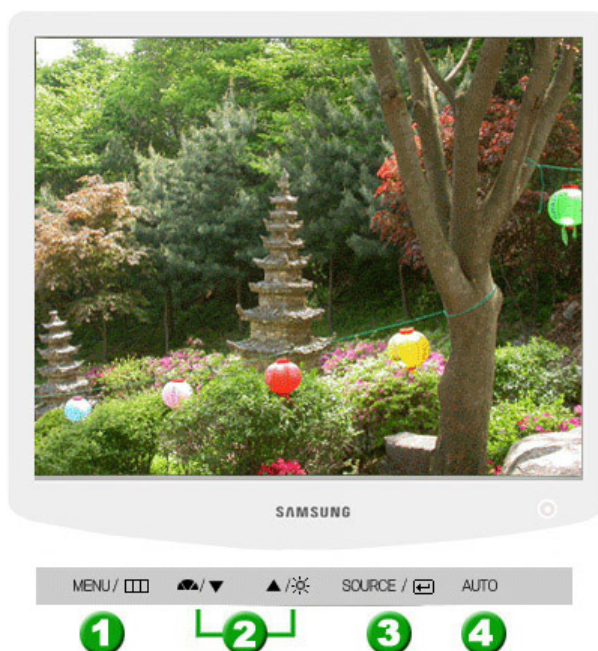 SAMSUNG
MENU / ▥ ▼ ▲ / ☼ SOURCE / ↵ AUTO
1 2 3 4